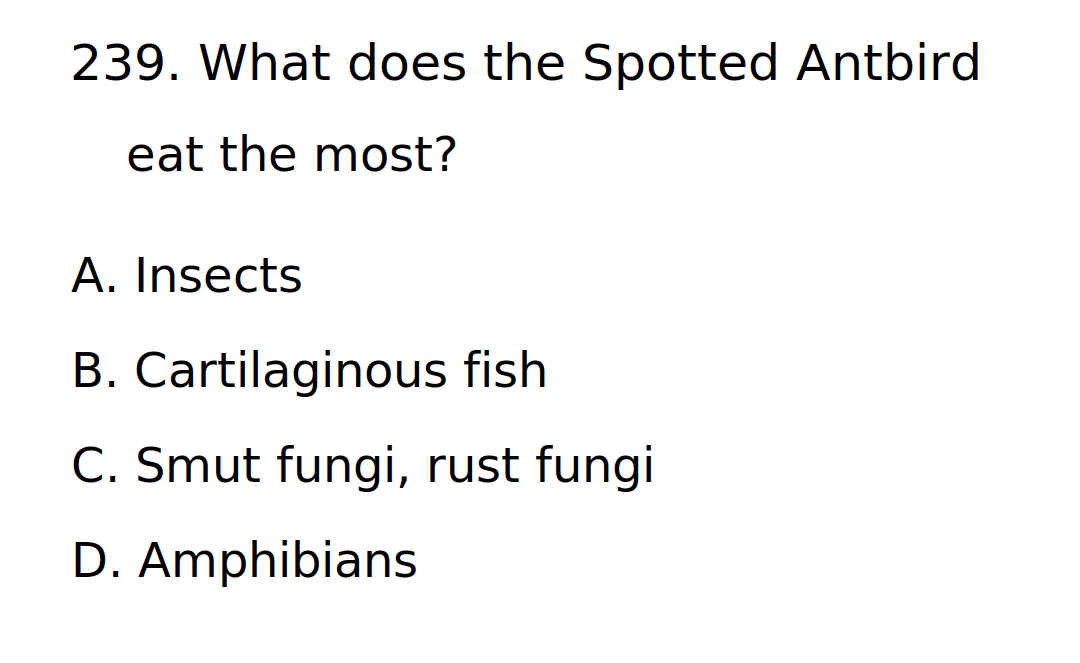 239. What does the Spotted Antbird
eat the most?
A. Insects
B. Cartilaginous fish
C. Smut fungi, rust fungi
D. Amphibians